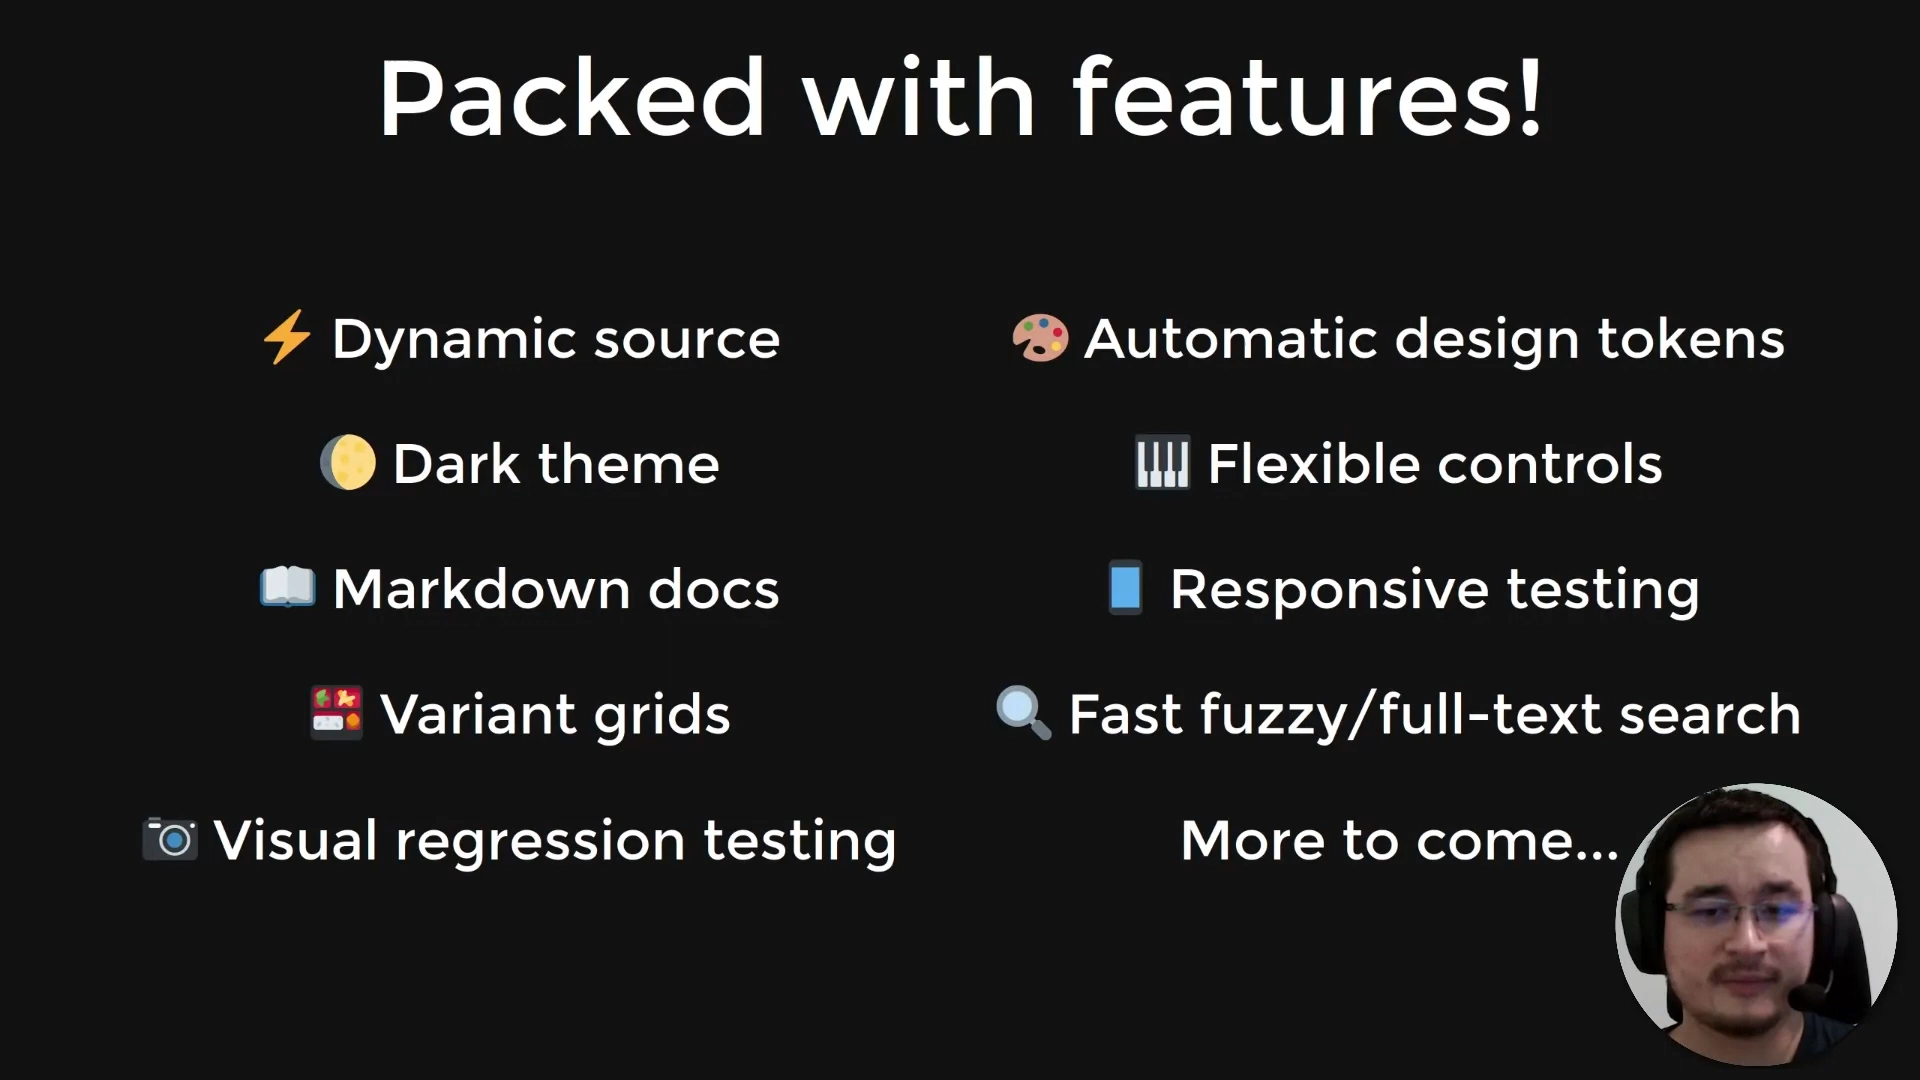 Packed with features!
⚡ Dynamic source
🎨 Automatic design tokens
🌔 Dark theme
🎹 Flexible controls
📖 Markdown docs
📱 Responsive testing
🍱 Variant grids
🔍 Fast fuzzy/full-text search
📷 Visual regression testing
More to come...